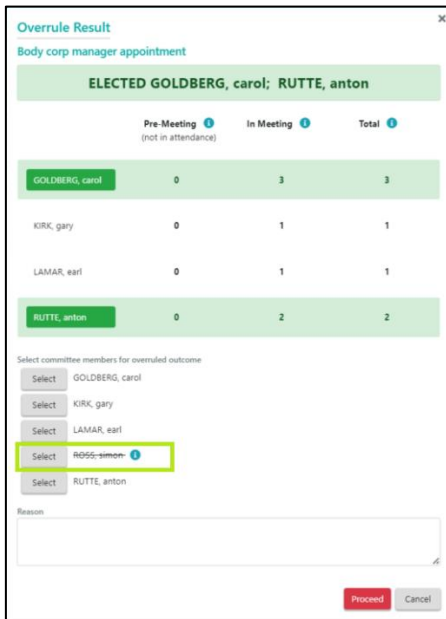 ×
Overrule Result
Body corp manager appointment
ELECTED GOLDBERG, carol; RUTTE, anton
Pre-Meeting i In Meeting i Total i
(not in attendance)
GOLDBERG, carol 0 3 3
KIRK, gary 0 1 1
LAMAR, earl 0 1 1
RUTTE, anton 0 2 2
Select committee members for overruled outcome
Select GOLDBERG, carol
Select KIRK, gary
Select LAMAR, earl
Select ROSS, simon i
Select RUTTE, anton
Reason
Proceed Cancel